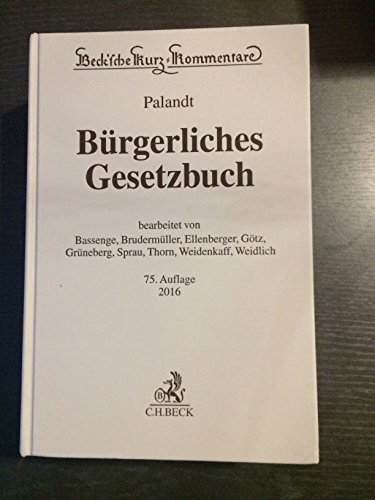 Beck'sche Kurz-Kommentare
Palandt
Bürgerliches
Gesetzbuch
bearbeitet von
Bassenge, Brudermüller, Ellenberger, Götz,
Grüneberg, Sprau, Thorn, Weidenkaff, Weidlich
75. Auflage
2016
B
C.H.BECK